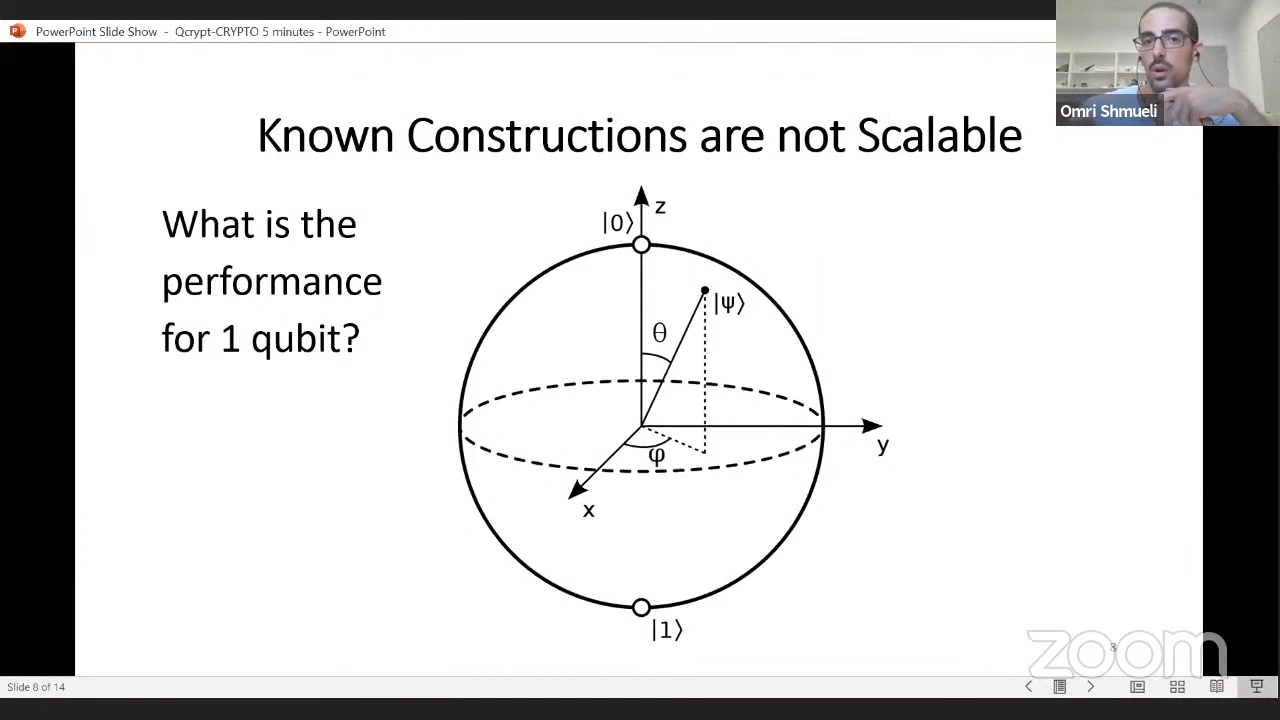 PowerPoint Slide Show - Qcrypt-CRYPTO 5 minutes - PowerPoint
Omri Shmueli
Known Constructions are not Scalable
What is the
performance
for 1 qubit?
z
|0⟩
|ψ⟩
θ
φ
y
x
|1⟩
8
zoom
Slide 8 of 14